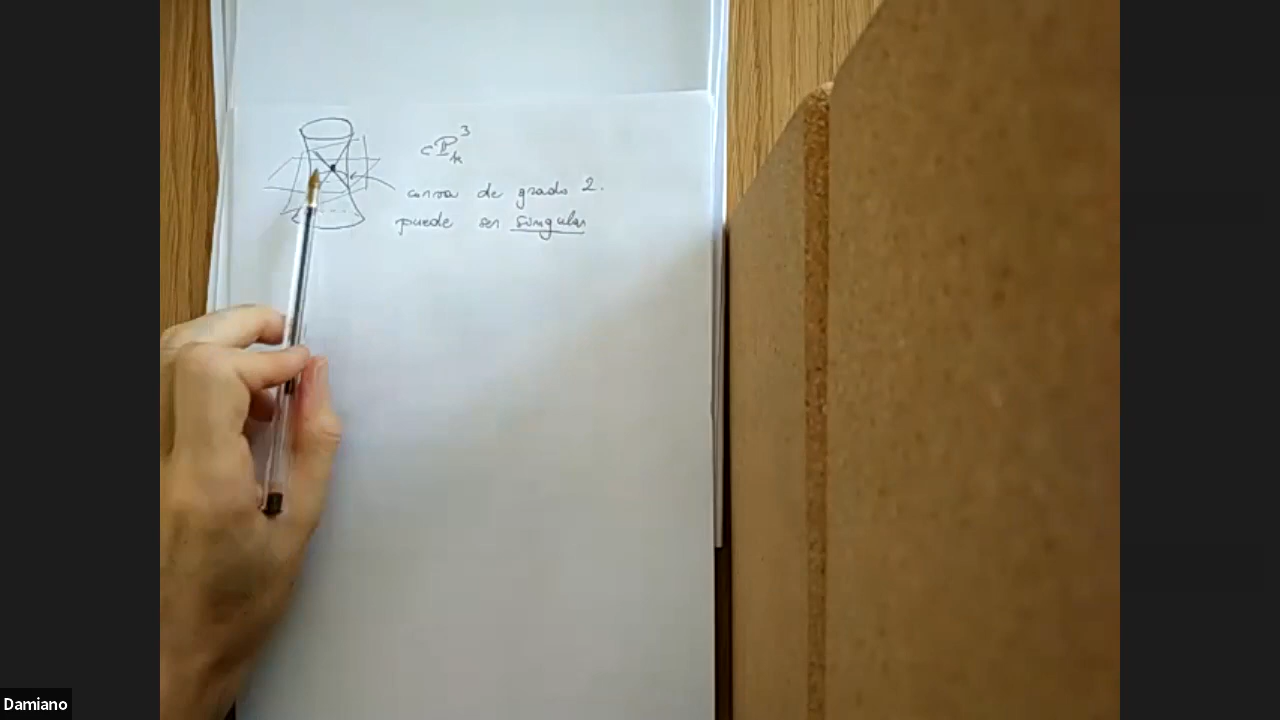 ⊂ ℙ³ₖ
curva de grado 2.
puede ser singular
Damiano